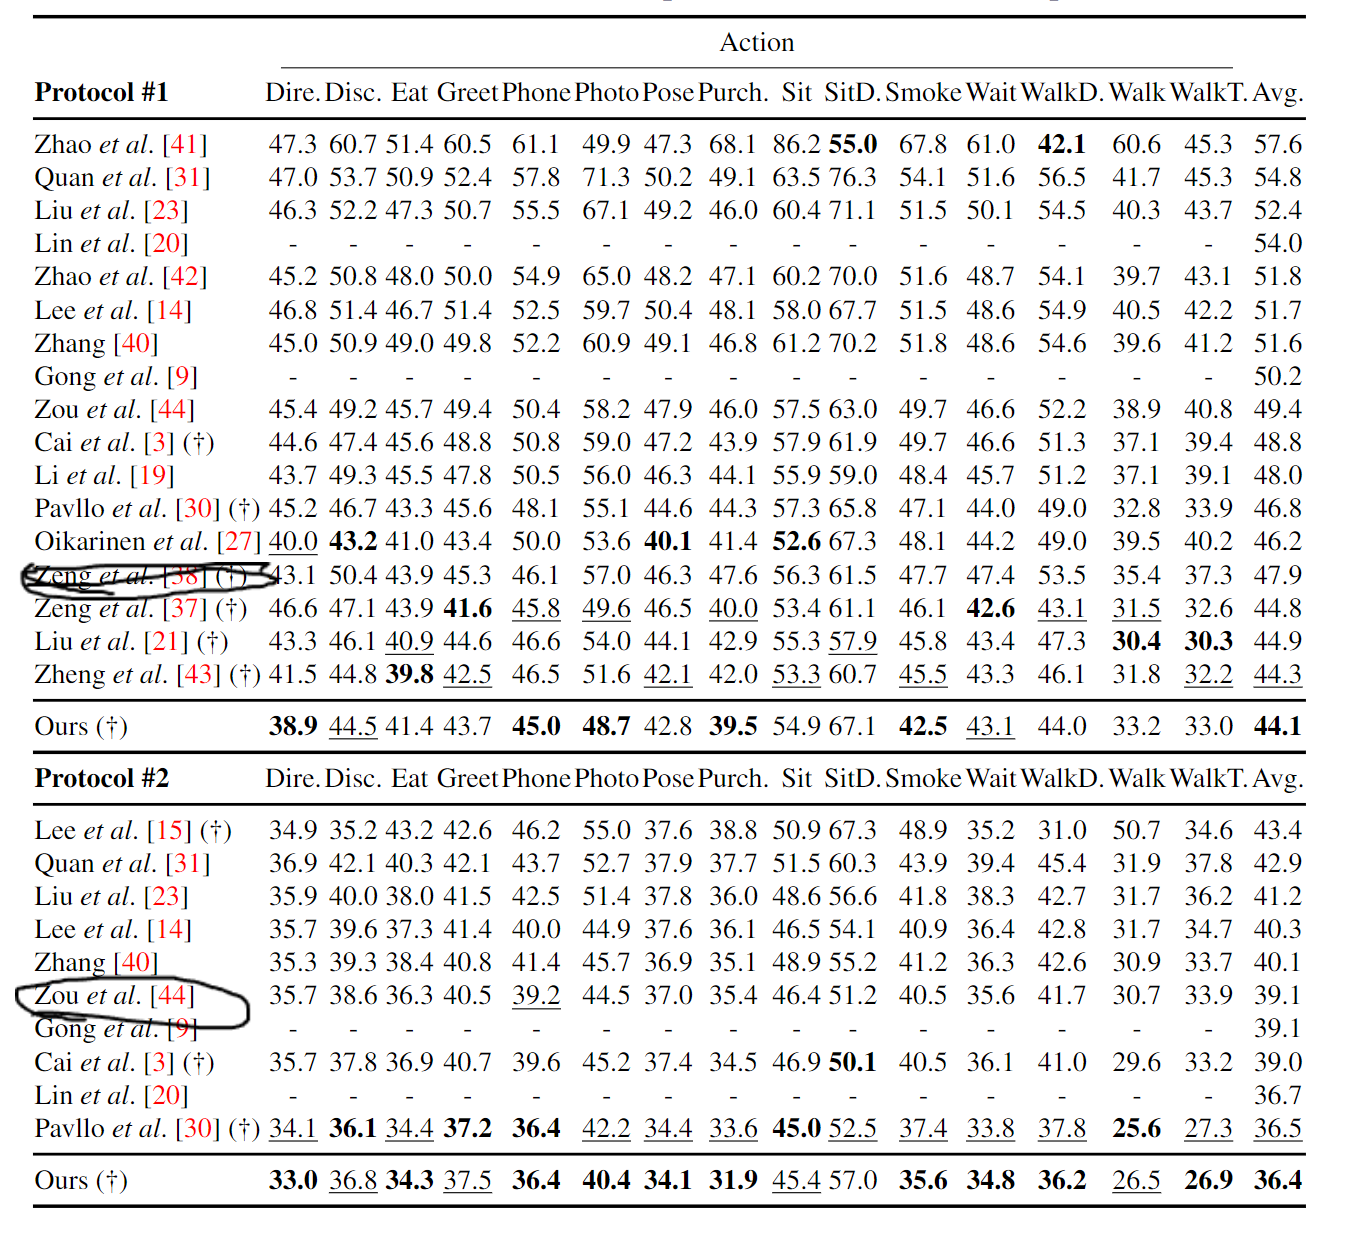 Action
Protocol #1 Dire. Disc. Eat Greet Phone Photo Pose Purch. Sit SitD. Smoke Wait WalkD. Walk WalkT. Avg.
Zhao et al. [41] 47.3 60.7 51.4 60.5 61.1 49.9 47.3 68.1 86.2 55.0 67.8 61.0 42.1 60.6 45.3 57.6
Quan et al. [31] 47.0 53.7 50.9 52.4 57.8 71.3 50.2 49.1 63.5 76.3 54.1 51.6 56.5 41.7 45.3 54.8
Liu et al. [23] 46.3 52.2 47.3 50.7 55.5 67.1 49.2 46.0 60.4 71.1 51.5 50.1 54.5 40.3 43.7 52.4
Lin et al. [20] - - - - - - - - - - - - - - - 54.0
Zhao et al. [42] 45.2 50.8 48.0 50.0 54.9 65.0 48.2 47.1 60.2 70.0 51.6 48.7 54.1 39.7 43.1 51.8
Lee et al. [14] 46.8 51.4 46.7 51.4 52.5 59.7 50.4 48.1 58.0 67.7 51.5 48.6 54.9 40.5 42.2 51.7
Zhang [40] 45.0 50.9 49.0 49.8 52.2 60.9 49.1 46.8 61.2 70.2 51.8 48.6 54.6 39.6 41.2 51.6
Gong et al. [9] - - - - - - - - - - - - - - - 50.2
Zou et al. [44] 45.4 49.2 45.7 49.4 50.4 58.2 47.9 46.0 57.5 63.0 49.7 46.6 52.2 38.9 40.8 49.4
Cai et al. [3] (†) 44.6 47.4 45.6 48.8 50.8 59.0 47.2 43.9 57.9 61.9 49.7 46.6 51.3 37.1 39.4 48.8
Li et al. [19] 43.7 49.3 45.5 47.8 50.5 56.0 46.3 44.1 55.9 59.0 48.4 45.7 51.2 37.1 39.1 48.0
Pavllo et al. [30] (†) 45.2 46.7 43.3 45.6 48.1 55.1 44.6 44.3 57.3 65.8 47.1 44.0 49.0 32.8 33.9 46.8
Oikarinen et al. [27] 40.0 43.2 41.0 43.4 50.0 53.6 40.1 41.4 52.6 67.3 48.1 44.2 49.0 39.5 40.2 46.2
Zeng et al. [38] (†) 43.1 50.4 43.9 45.3 46.1 57.0 46.3 47.6 56.3 61.5 47.7 47.4 53.5 35.4 37.3 47.9
Zeng et al. [37] (†) 46.6 47.1 43.9 41.6 45.8 49.6 46.5 40.0 53.4 61.1 46.1 42.6 43.1 31.5 32.6 44.8
Liu et al. [21] (†) 43.3 46.1 40.9 44.6 46.6 54.0 44.1 42.9 55.3 57.9 45.8 43.4 47.3 30.4 30.3 44.9
Zheng et al. [43] (†) 41.5 44.8 39.8 42.5 46.5 51.6 42.1 42.0 53.3 60.7 45.5 43.3 46.1 31.8 32.2 44.3
Ours (†) 38.9 44.5 41.4 43.7 45.0 48.7 42.8 39.5 54.9 67.1 42.5 43.1 44.0 33.2 33.0 44.1
Protocol #2 Dire. Disc. Eat Greet Phone Photo Pose Purch. Sit SitD. Smoke Wait WalkD. Walk WalkT. Avg.
Lee et al. [15] (†) 34.9 35.2 43.2 42.6 46.2 55.0 37.6 38.8 50.9 67.3 48.9 35.2 31.0 50.7 34.6 43.4
Quan et al. [31] 36.9 42.1 40.3 42.1 43.7 52.7 37.9 37.7 51.5 60.3 43.9 39.4 45.4 31.9 37.8 42.9
Liu et al. [23] 35.9 40.0 38.0 41.5 42.5 51.4 37.8 36.0 48.6 56.6 41.8 38.3 42.7 31.7 36.2 41.2
Lee et al. [14] 35.7 39.6 37.3 41.4 40.0 44.9 37.6 36.1 46.5 54.1 40.9 36.4 42.8 31.7 34.7 40.3
Zhang [40] 35.3 39.3 38.4 40.8 41.4 45.7 36.9 35.1 48.9 55.2 41.2 36.3 42.6 30.9 33.7 40.1
Zou et al. [44] 35.7 38.6 36.3 40.5 39.2 44.5 37.0 35.4 46.4 51.2 40.5 35.6 41.7 30.7 33.9 39.1
Gong et al. [9] - - - - - - - - - - - - - - - 39.1
Cai et al. [3] (†) 35.7 37.8 36.9 40.7 39.6 45.2 37.4 34.5 46.9 50.1 40.5 36.1 41.0 29.6 33.2 39.0
Lin et al. [20] - - - - - - - - - - - - - - - 36.7
Pavllo et al. [30] (†) 34.1 36.1 34.4 37.2 36.4 42.2 34.4 33.6 45.0 52.5 37.4 33.8 37.8 25.6 27.3 36.5
Ours (†) 33.0 36.8 34.3 37.5 36.4 40.4 34.1 31.9 45.4 57.0 35.6 34.8 36.2 26.5 26.9 36.4